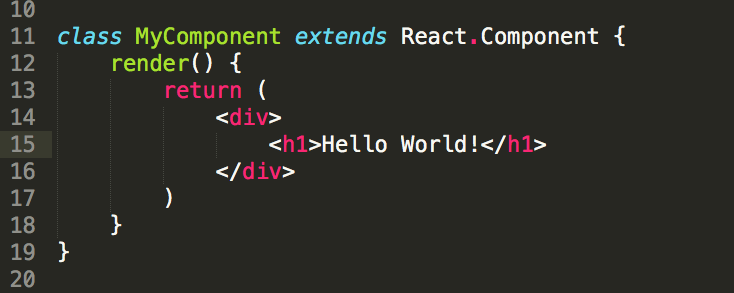 10
11 class MyComponent extends React.Component {
12     render() {
13         return (
14             <div>
15                 <h1>Hello World!</h1>
16             </div>
17         )
18     }
19 }
20